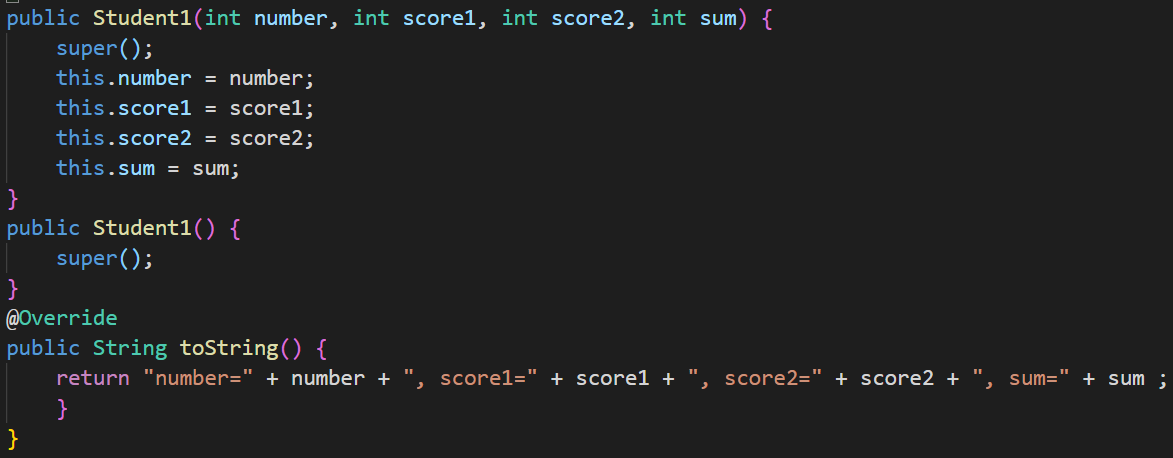 public Student1(int number, int score1, int score2, int sum) {
    super();
    this.number = number;
    this.score1 = score1;
    this.score2 = score2;
    this.sum = sum;
}
public Student1() {
    super();
}
@Override
public String toString() {
    return "number=" + number + ", score1=" + score1 + ", score2=" + score2 + ", sum=" + sum ;
    }
}